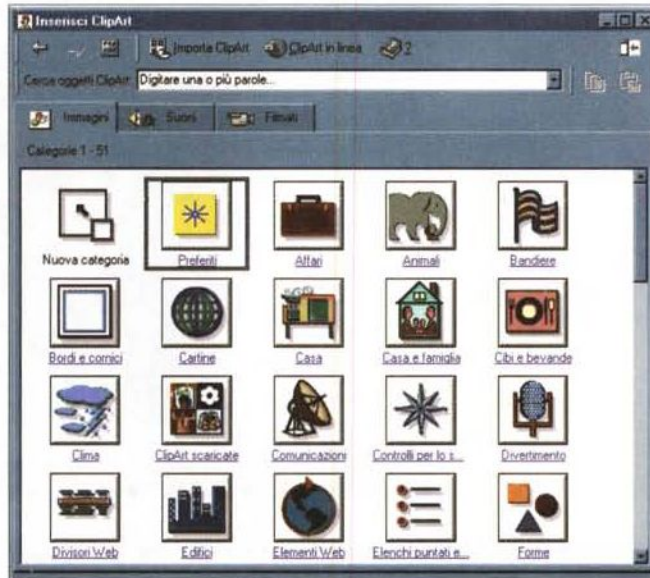 Inserisci ClipArt
Importa ClipArt ClipArt in linea ?
Cerca oggetti ClipArt: Digitare una o più parole...
Immagini Suoni Filmati
Categorie 1 - 51
Nuova categoria Preferiti Affari Animali Bandiere
Bordi e cornici Cartine Casa Casa e famiglia Cibi e bevande
Clima ClipArt scaricate Comunicazioni Controlli per lo s... Divertimento
Divisori Web Edifici Elementi Web Elenchi puntati e... Forme